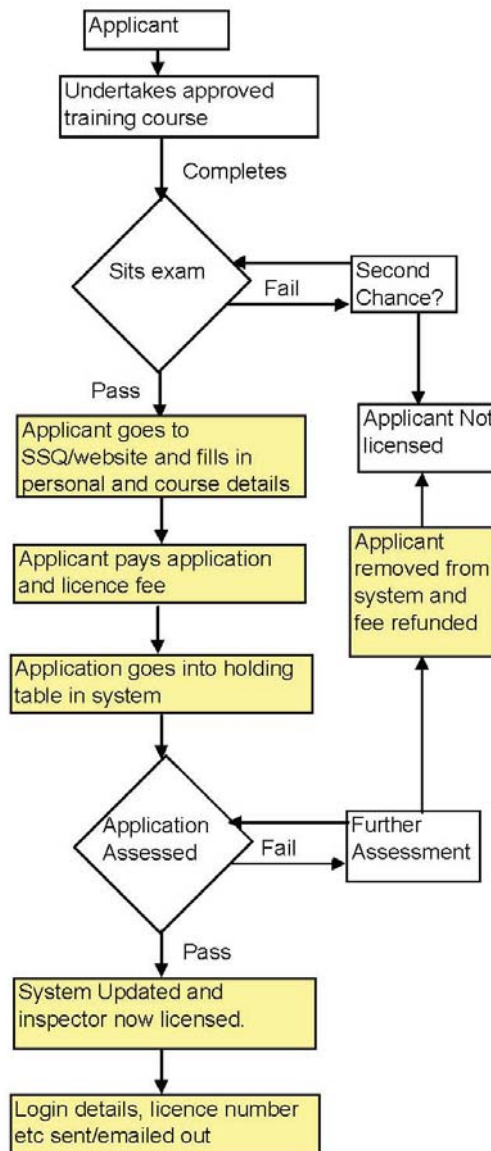 Applicant
Undertakes approved
training course
Completes
Sits exam
Fail
Second
Chance?
Pass
Applicant goes to
SSQ/website and fills in
personal and course details
Applicant Not
licensed
Applicant pays application
and licence fee
Applicant
removed from
system and
fee refunded
Application goes into holding
table in system
Application
Assessed
Fail
Further
Assessment
Pass
System Updated and
inspector now licensed.
Login details, licence number
etc sent/emailed out